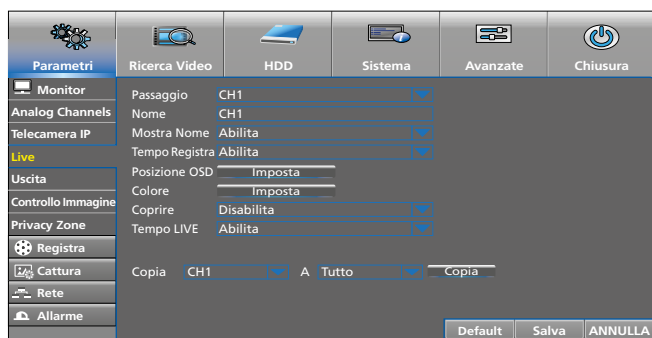 Parametri
Ricerca Video
HDD
Sistema
Avanzate
Chiusura
Monitor
Analog Channels
Telecamera IP
Live
Uscita
Controllo Immagine
Privacy Zone
Registra
Cattura
Rete
Allarme
Passaggio CH1
Nome CH1
Mostra Nome Abilita
Tempo Registra Abilita
Posizione OSD Imposta
Colore Imposta
Coprire Disabilita
Tempo LIVE Abilita
Copia CH1 A Tutto Copia
Default Salva ANNULLA